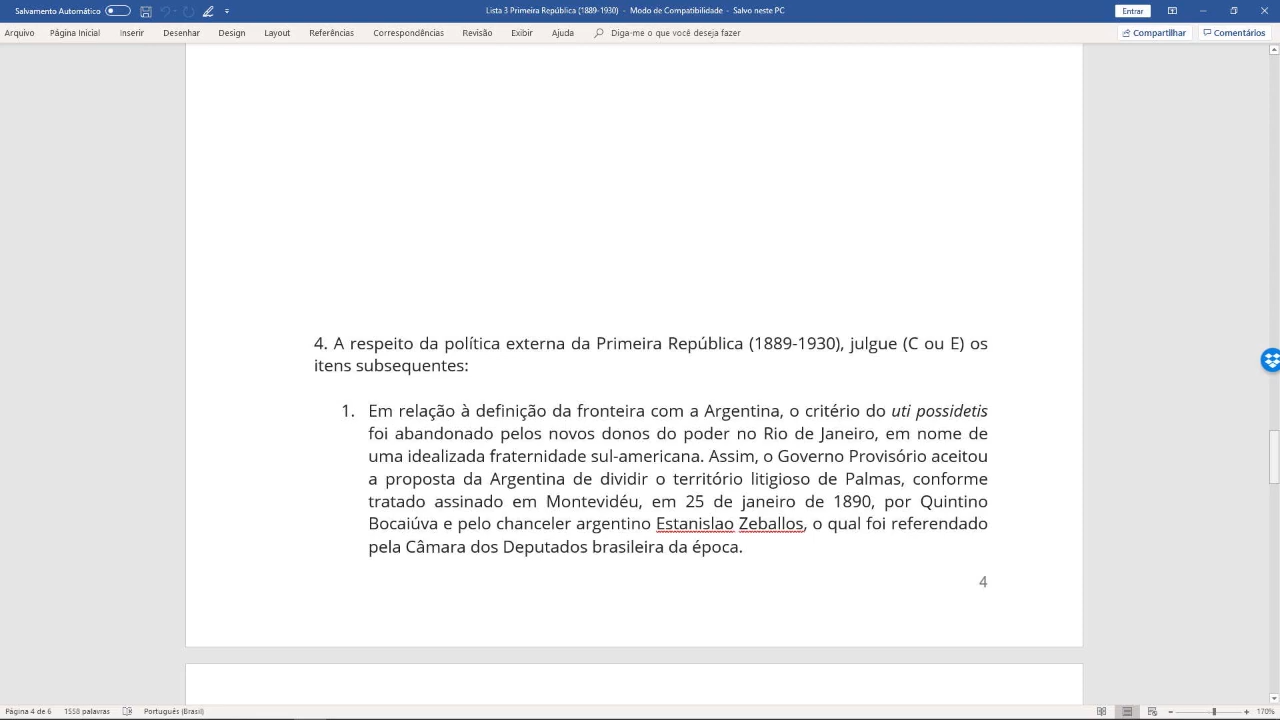 Salvamento Automático
Lista 3 Primeira República (1889-1930) - Modo de Compatibilidade - Salvo neste PC
Entrar
Arquivo Página Inicial Inserir Desenhar Design Layout Referências Correspondências Revisão Exibir Ajuda Diga-me o que você deseja fazer Compartilhar Comentários
4. A respeito da política externa da Primeira República (1889-1930), julgue (C ou E) os
itens subsequentes:
1. Em relação à definição da fronteira com a Argentina, o critério do uti possidetis
foi abandonado pelos novos donos do poder no Rio de Janeiro, em nome de
uma idealizada fraternidade sul-americana. Assim, o Governo Provisório aceitou
a proposta da Argentina de dividir o território litigioso de Palmas, conforme
tratado assinado em Montevidéu, em 25 de janeiro de 1890, por Quintino
Bocaiúva e pelo chanceler argentino Estanislao Zeballos, o qual foi referendado
pela Câmara dos Deputados brasileira da época.
4
Página 4 de 6 1558 palavras Português (Brasil) 170%